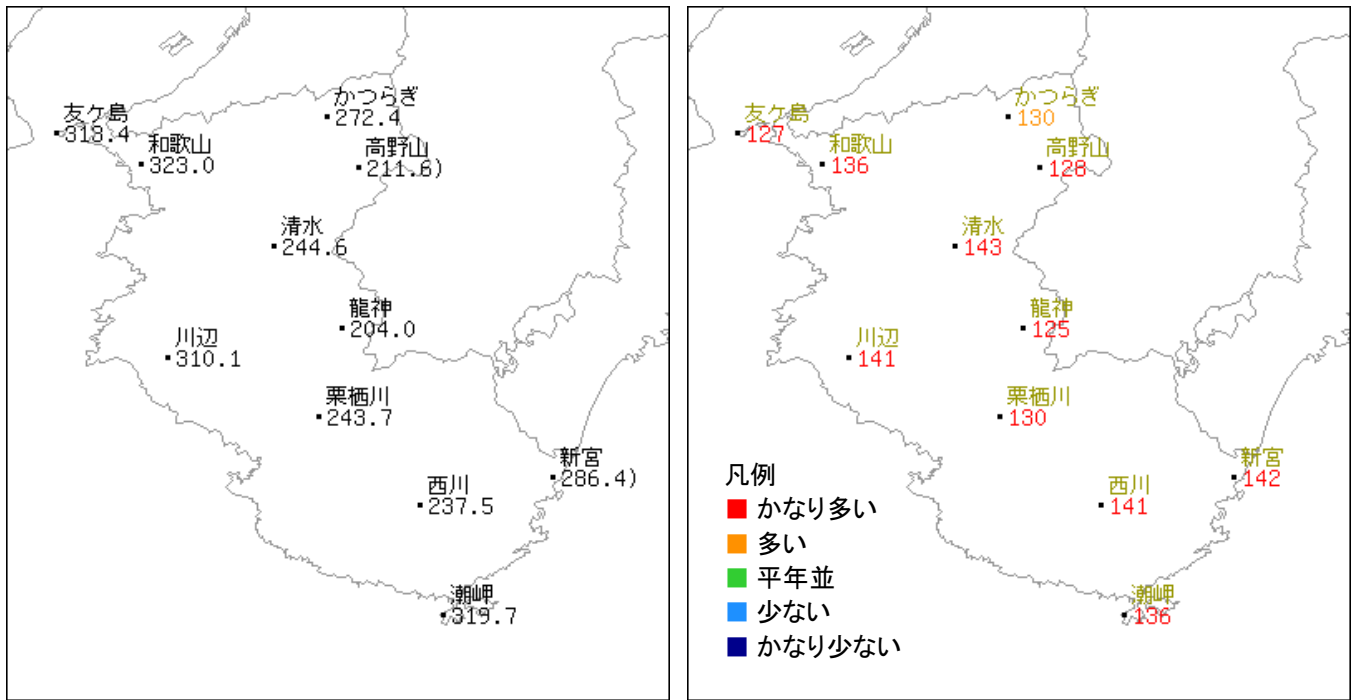 かつらぎ
272.4
友ケ島
313.4
和歌山
323.0
高野山
211.6)
清水
244.6
龍神
204.0
川辺
310.1
栗栖川
243.7
新宮
286.4)
西川
237.5
潮岬
319.7
かつらぎ
130
友ケ島
127
和歌山
136
高野山
128
清水
143
龍神
125
川辺
141
栗栖川
130
新宮
142
西川
141
潮岬
136
凡例
かなり多い
多い
平年並
少ない
かなり少ない